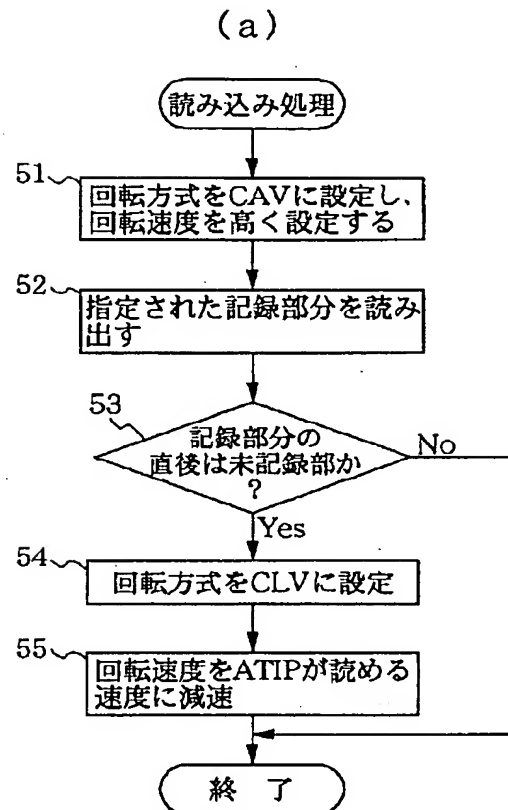 (a)
読み込み処理
51
回転方式をCAVに設定し、
回転速度を高く設定する
52
指定された記録部分を読み
出す
53
記録部分の
直後は未記録部か
?
No
Yes
54
回転方式をCLVに設定
55
回転速度をATIPが読める
速度に減速
終 了